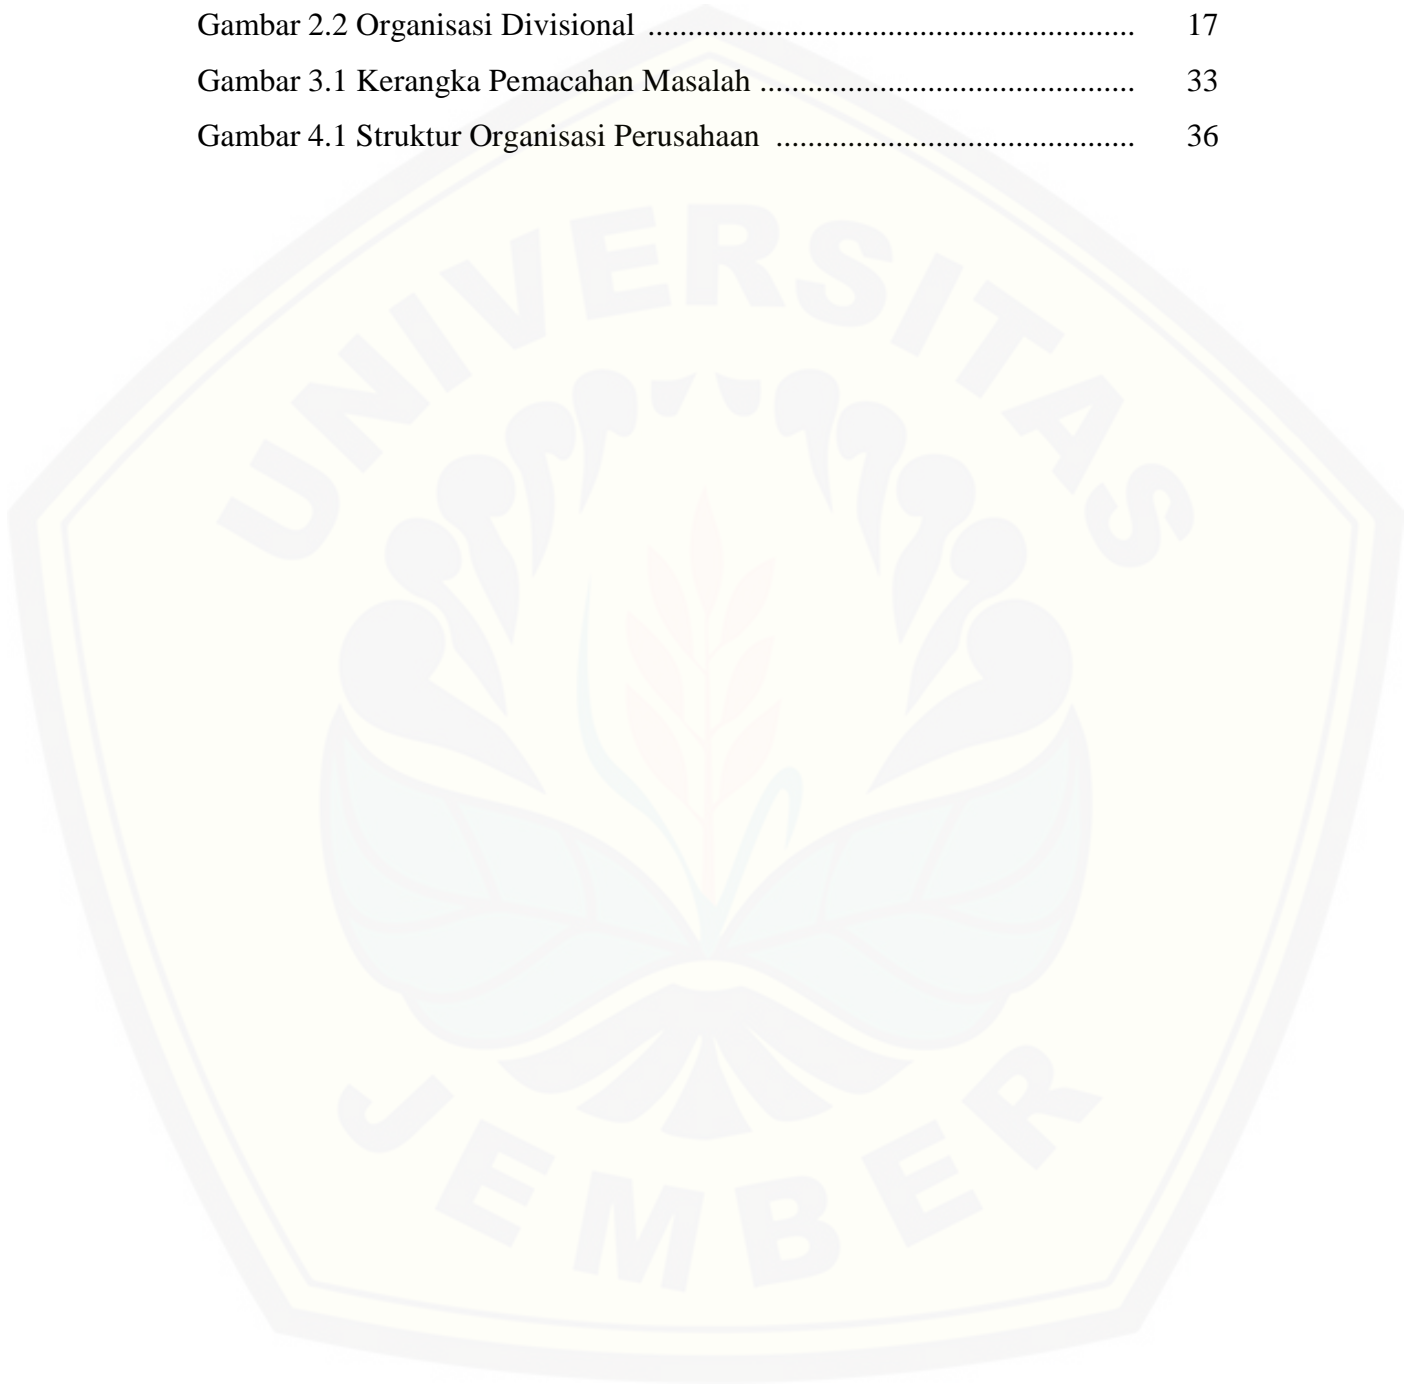 Gambar 2.2 Organisasi Divisional ............................................................. 17
Gambar 3.1 Kerangka Pemacahan Masalah ............................................... 33
Gambar 4.1 Struktur Organisasi Perusahaan ............................................. 36
UNIVERSITAS
JEMBER